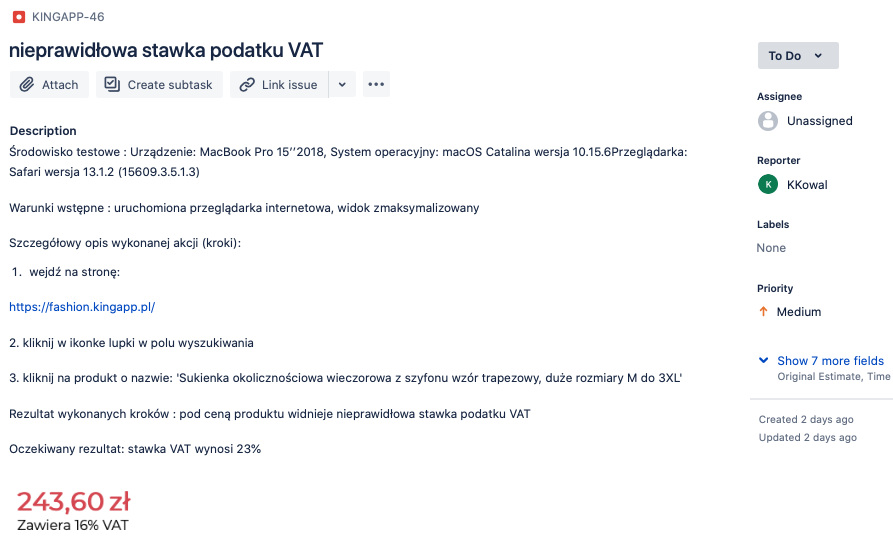 KINGAPP-46
nieprawidłowa stawka podatku VAT
Attach
Create subtask
Link issue
Description
Środowisko testowe : Urządzenie: MacBook Pro 15’’2018, System operacyjny: macOS Catalina wersja 10.15.6Przeglądarka:
Safari wersja 13.1.2 (15609.3.5.1.3)
Warunki wstępne : uruchomiona przeglądarka internetowa, widok zmaksymalizowany
Szczegółowy opis wykonanej akcji (kroki):
1. wejdź na stronę:
https://fashion.kingapp.pl/
2. kliknij w ikonke lupki w polu wyszukiwania
3. kliknij na produkt o nazwie: 'Sukienka okolicznościowa wieczorowa z szyfonu wzór trapezowy, duże rozmiary M do 3XL'
Rezultat wykonanych kroków : pod ceną produktu widnieje nieprawidłowa stawka podatku VAT
Oczekiwany rezultat: stawka VAT wynosi 23%
243,60 zł
Zawiera 16% VAT
To Do
Assignee
Unassigned
Reporter
K KKowal
Labels
None
Priority
Medium
Show 7 more fields
Original Estimate, Time
Created 2 days ago
Updated 2 days ago